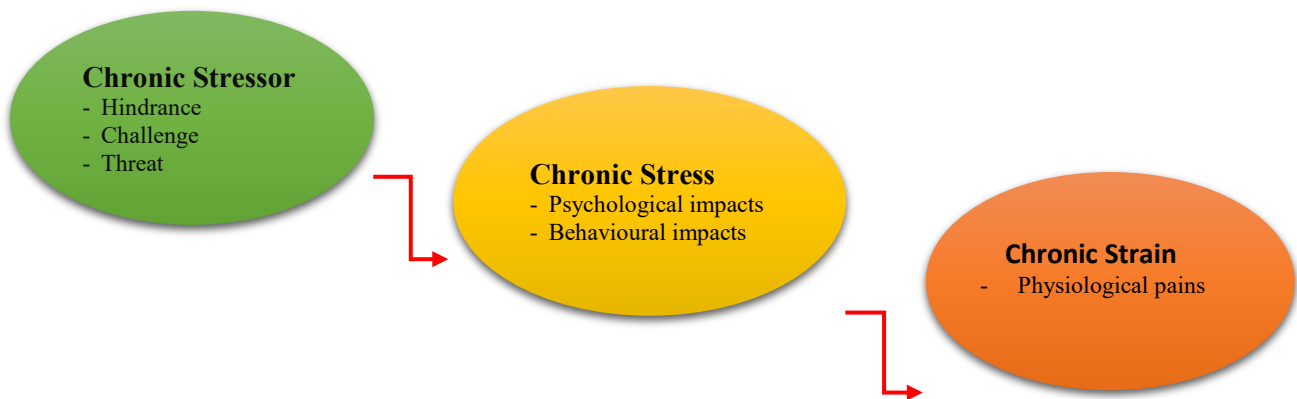 Chronic Stressor
- Hindrance
- Challenge
- Threat
Chronic Stress
- Psychological impacts
- Behavioural impacts
Chronic Strain
- Physiological pains